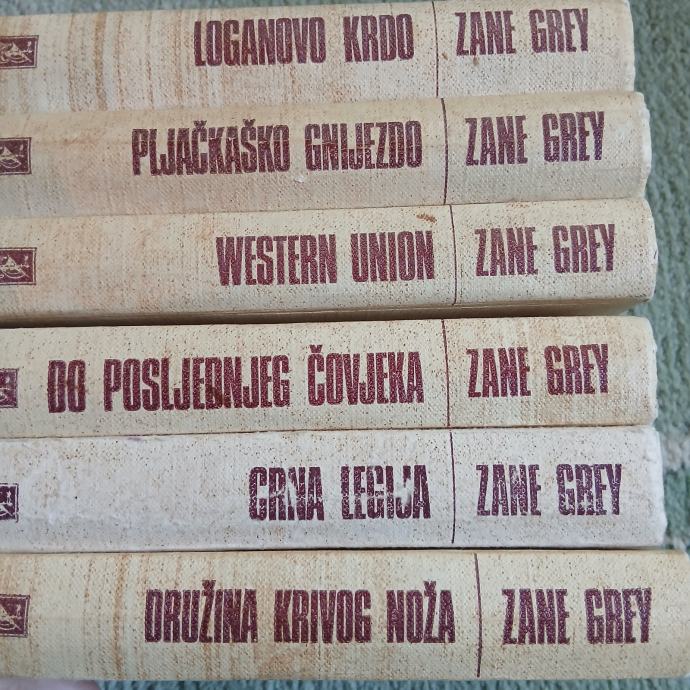 LOGANOVO KRDO ZANE GREY
PLJAČKAŠKO GNIJEZDO ZANE GREY
WESTERN UNION ZANE GREY
DO POSLJEDNJEG ČOVJEKA ZANE GREY
CRNA LEGIJA ZANE GREY
DRUŽINA KRIVOG NOŽA ZANE GREY